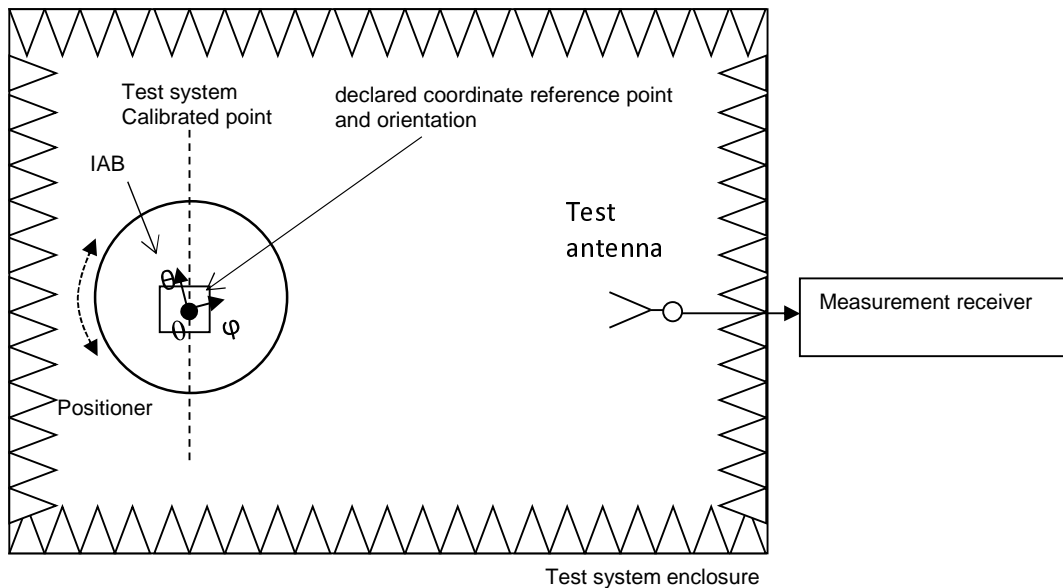 Test system
Calibrated point
declared coordinate reference point
and orientation
IAB
Test
antenna
θ
θ
φ
Measurement receiver
Positioner
Test system enclosure